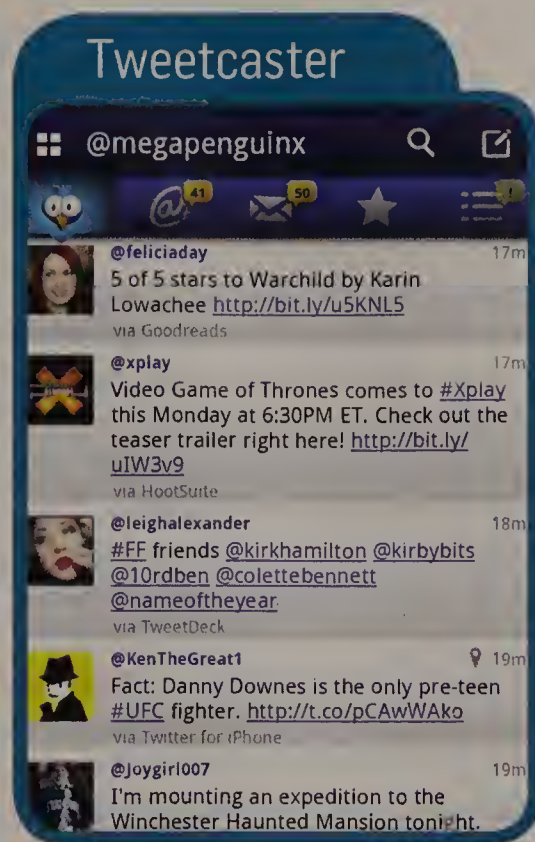 Tweetcaster
@megapenguinx
41 50
@feliciaday 17m
5 of 5 stars to Warchild by Karin
Lowachee http://bit.ly/u5KNL5
via Goodreads
@xplay 17m
Video Game of Thrones comes to #Xplay
this Monday at 6:30PM ET. Check out the
teaser trailer right here! http://bit.ly/
uIW3v9
via HootSuite
@leighalexander 18m
#FF friends @kirkhamilton @kirbybits
@10rdben @colettebennett
@nameoftheyear
via TweetDeck
@KenTheGreat1 19m
Fact: Danny Downes is the only pre-teen
#UFC fighter. http://t.co/pCAwWAko
via Twitter for iPhone
@Joygirl007 19m
I'm mounting an expedition to the
Winchester Haunted Mansion tonight.